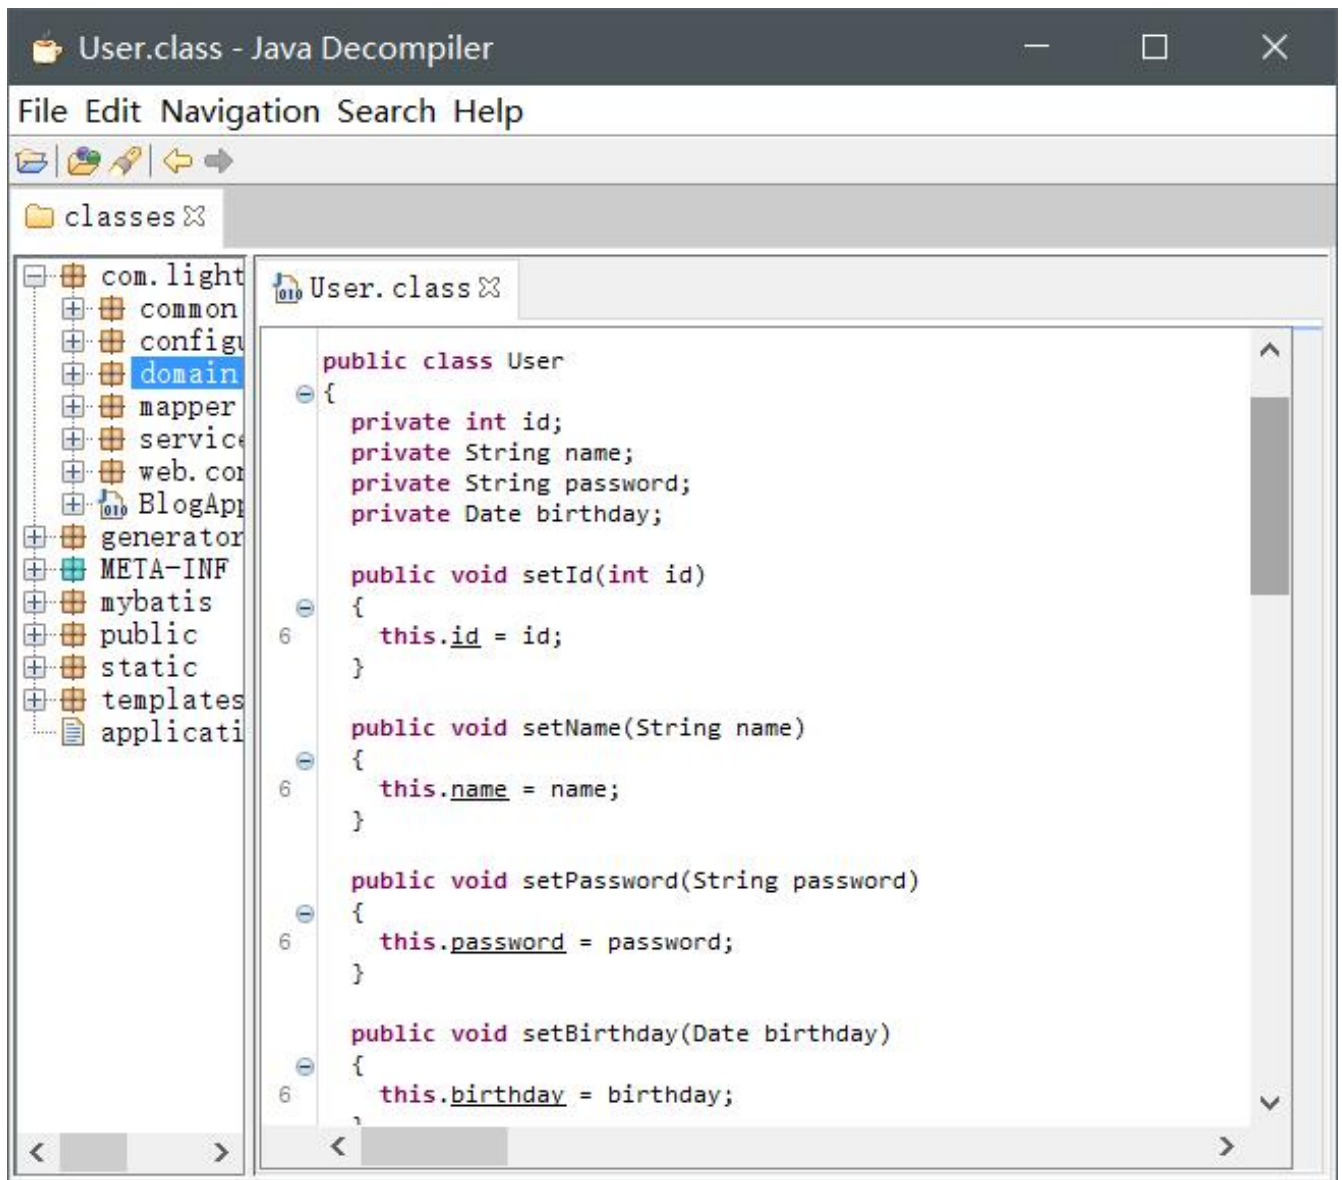 User.class - Java Decompiler
File Edit Navigation Search Help
classes
com.light
common
configu
domain
mapper
service
web.con
BlogApp
generator
META-INF
mybatis
public
static
templates
applicati
User.class
public class User
{
private int id;
private String name;
private String password;
private Date birthday;
public void setId(int id)
{
6 this.id = id;
}
public void setName(String name)
{
6 this.name = name;
}
public void setPassword(String password)
{
6 this.password = password;
}
public void setBirthday(Date birthday)
{
6 this.birthday = birthday;
}